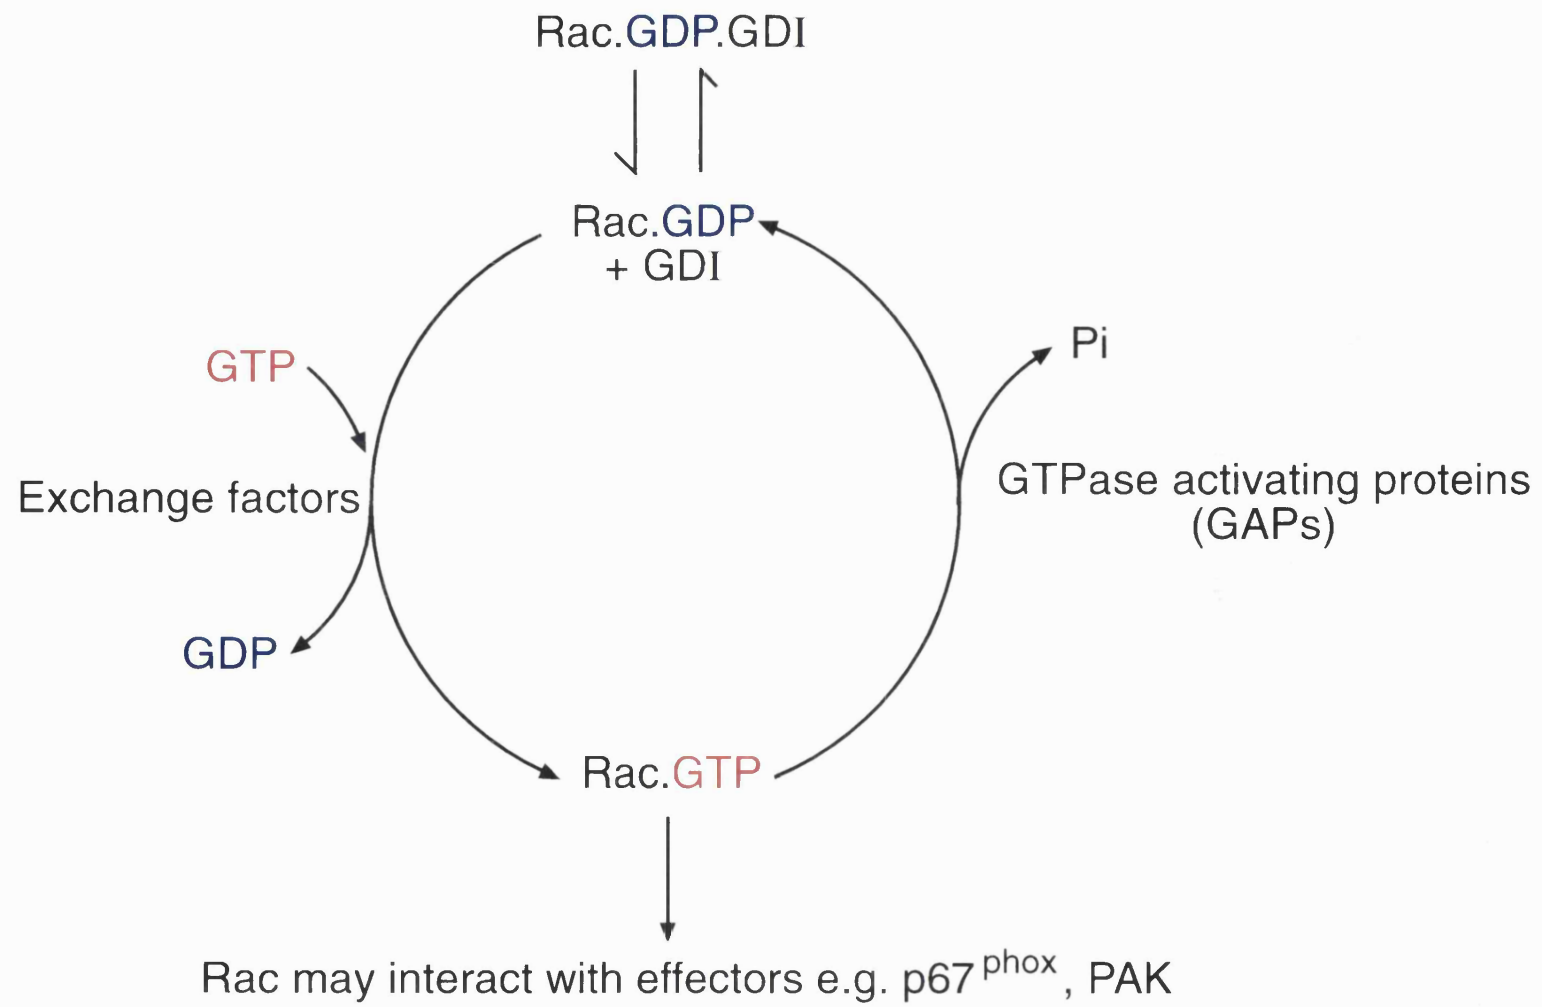 Rac.GDP.GDI
Rac.GDP
+ GDI
GTP
Pi
Exchange factors
GTPase activating proteins
(GAPs)
GDP
Rac.GTP
Rac may interact with effectors e.g. p67phox, PAK